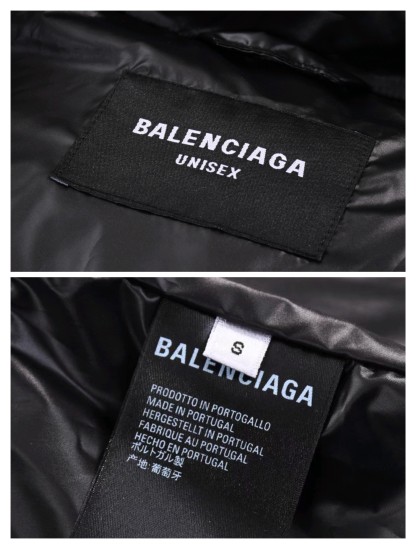 BALENCIAGA
UNISEX
S
BALENCIAGA
PRODOTTO IN PORTOGALLO
MADE IN PORTUGAL
HERGESTELLT IN PORTUGAL
FABRIQUE AU PORTUGAL
HECHO EN PORTUGAL
ポルトガル製
产地:葡萄牙